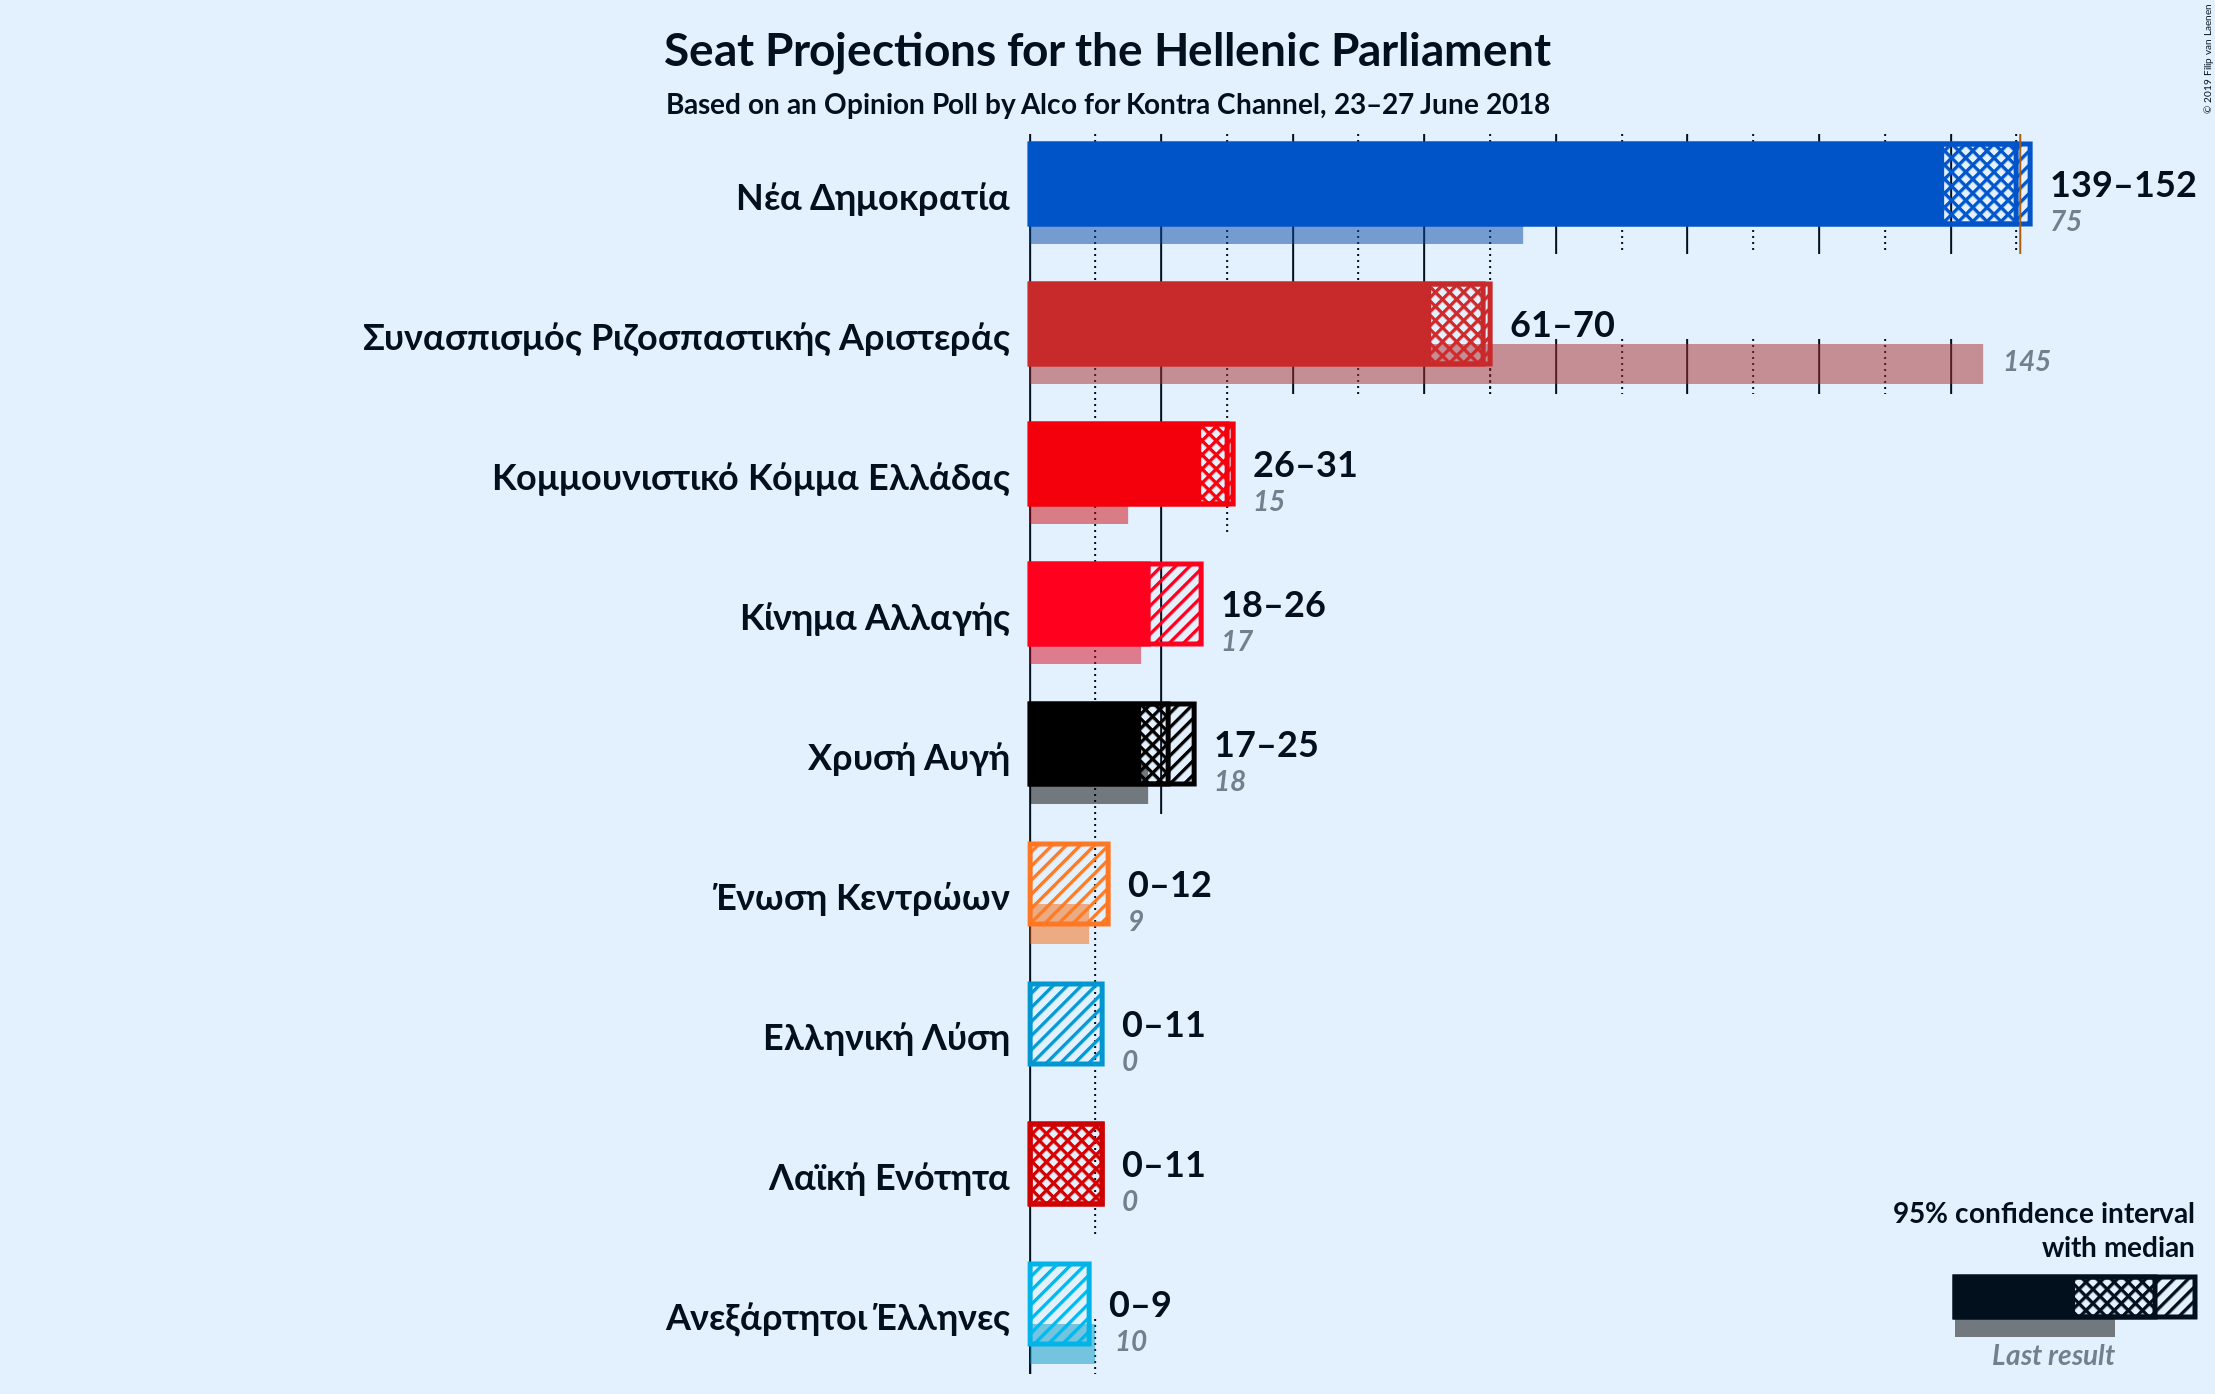 Seat Projections for the Hellenic Parliament
Based on an Opinion Poll by Alco for Kontra Channel, 23–27 June 2018
© 2019 Filip van Laenen
Νέα Δημοκρατία
139–152
75
Συνασπισμός Ριζοσπαστικής Αριστεράς
61–70
145
Κομμουνιστικό Κόμμα Ελλάδας
26–31
15
Κίνημα Αλλαγής
18–26
17
Χρυσή Αυγή
17–25
18
Ένωση Κεντρώων
0–12
9
Ελληνική Λύση
0–11
0
Λαϊκή Ενότητα
0–11
0
Ανεξάρτητοι Έλληνες
0–9
10
95% confidence interval
with median
Last result